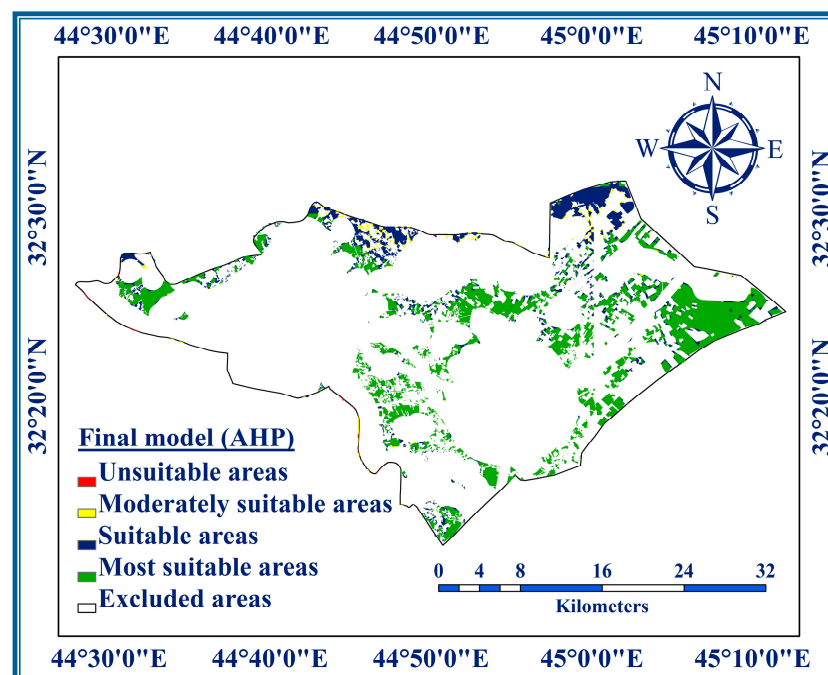 44°30'0"E 44°40'0"E 44°50'0"E 45°0'0"E 45°10'0"E
N
W E
S
32°30'0"N 32°30'0"N
32°20'0"N 32°20'0"N
Final model (AHP)
Unsuitable areas
Moderately suitable areas
Suitable areas
Most suitable areas
Excluded areas
0 4 8 16 24 32
Kilometers
44°30'0"E 44°40'0"E 44°50'0"E 45°0'0"E 45°10'0"E